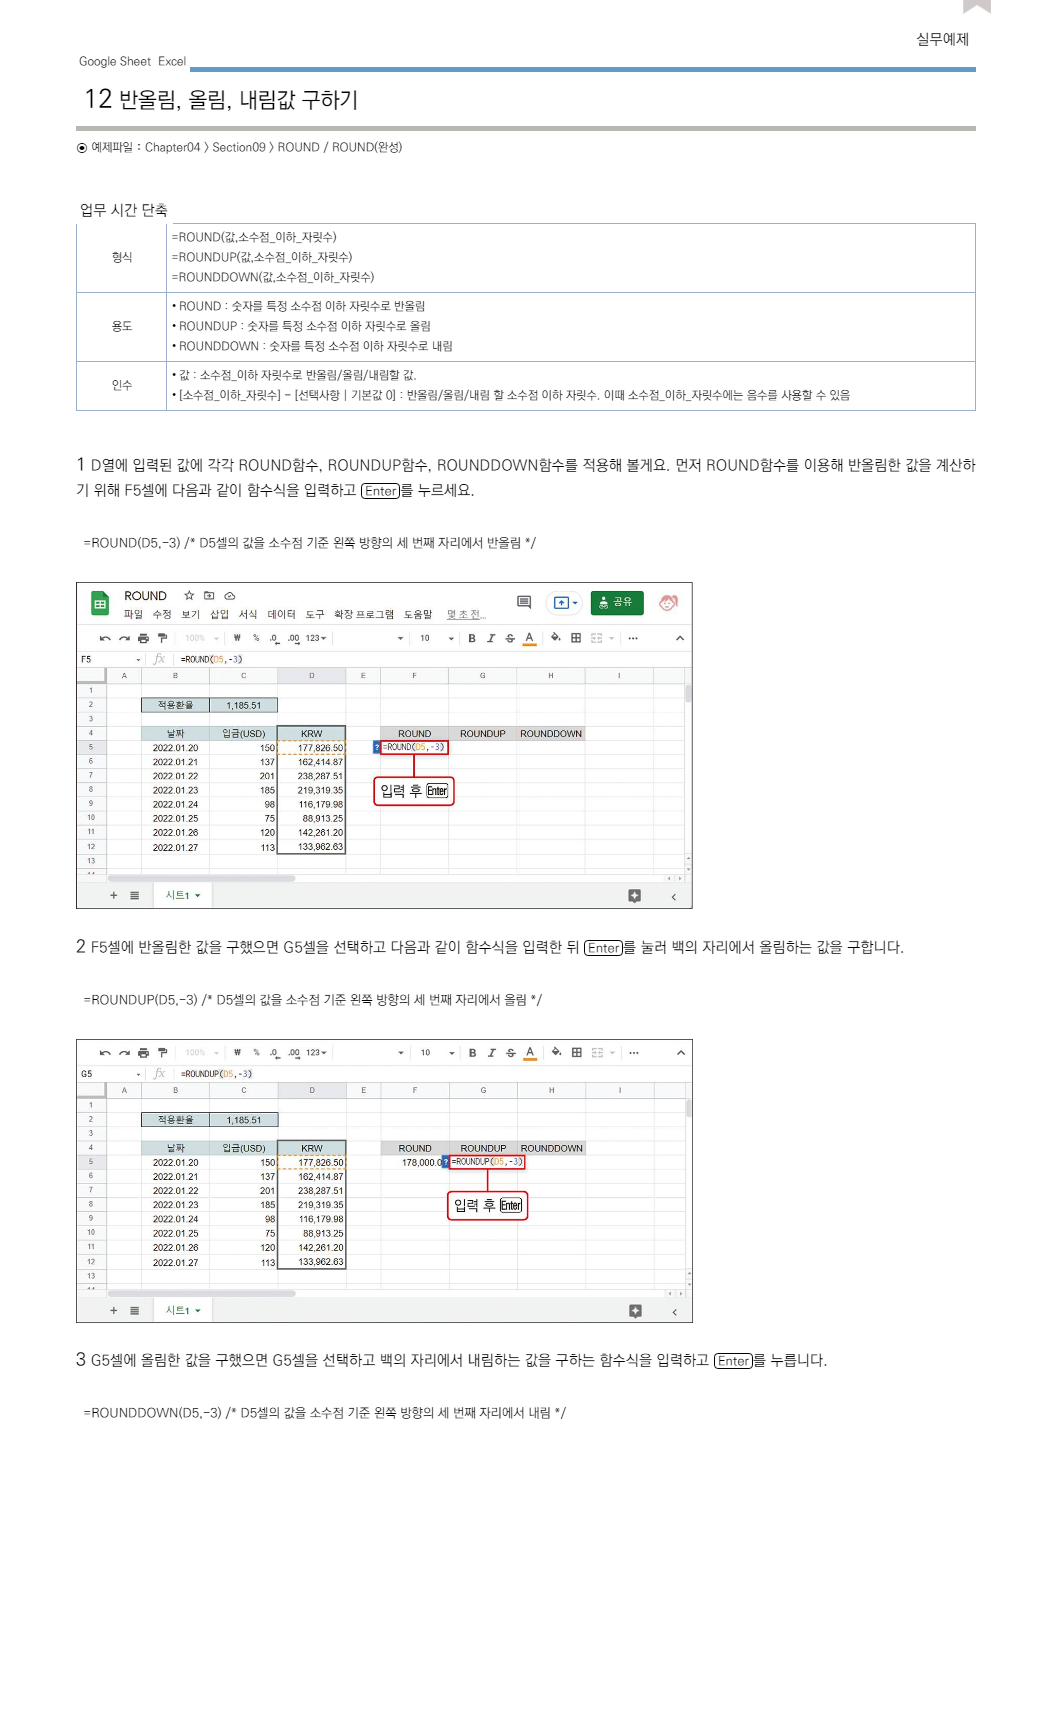 실무예제
Google Sheet Excel
12 반올림, 올림, 내림값 구하기
◉ 예제파일 : Chapter04 > Section09 > ROUND / ROUND(완성)
업무 시간 단축
형식
=ROUND(값,소수점_이하_자릿수)
=ROUNDUP(값,소수점_이하_자릿수)
=ROUNDDOWN(값,소수점_이하_자릿수)
용도
• ROUND : 숫자를 특정 소수점 이하 자릿수로 반올림
• ROUNDUP : 숫자를 특정 소수점 이하 자릿수로 올림
• ROUNDDOWN : 숫자를 특정 소수점 이하 자릿수로 내림
인수
• 값 : 소수점_이하 자릿수로 반올림/올림/내림할 값.
• [소수점_이하_자릿수] - [선택사항 | 기본값 0] : 반올림/올림/내림 할 소수점 이하 자릿수. 이때 소수점_이하_자릿수에는 음수를 사용할 수 있음
1 D열에 입력된 값에 각각 ROUND함수, ROUNDUP함수, ROUNDDOWN함수를 적용해 볼게요. 먼저 ROUND함수를 이용해 반올림한 값을 계산하
기 위해 F5셀에 다음과 같이 함수식을 입력하고 Enter를 누르세요.
=ROUND(D5,-3) /* D5셀의 값을 소수점 기준 왼쪽 방향의 세 번째 자리에서 반올림 */
ROUND
파일 수정 보기 삽입 서식 데이터 도구 확장 프로그램 도움말 몇 초 전...
공유
100% ₩ % .0 .00 123 10 B I S A
F5 fx =ROUND(D5,-3)
A B C D E F G H I
1
2 적용환율 1,185.51
3
4 날짜 입금(USD) KRW ROUND ROUNDUP ROUNDDOWN
5 2022.01.20 150 177,826.50 ? =ROUND(D5,-3)
6 2022.01.21 137 162,414.87
7 2022.01.22 201 238,287.51
8 2022.01.23 185 219,319.35
입력 후 Enter
9 2022.01.24 98 116,179.98
10 2022.01.25 75 88,913.25
11 2022.01.26 120 142,261.20
12 2022.01.27 113 133,962.63
13
시트1
2 F5셀에 반올림한 값을 구했으면 G5셀을 선택하고 다음과 같이 함수식을 입력한 뒤 Enter를 눌러 백의 자리에서 올림하는 값을 구합니다.
=ROUNDUP(D5,-3) /* D5셀의 값을 소수점 기준 왼쪽 방향의 세 번째 자리에서 올림 */
100% ₩ % .0 .00 123 10 B I S A
G5 fx =ROUNDUP(D5,-3)
A B C D E F G H I
1
2 적용환율 1,185.51
3
4 날짜 입금(USD) KRW ROUND ROUNDUP ROUNDDOWN
5 2022.01.20 150 177,826.50 178,000.0 ? =ROUNDUP(D5,-3)
6 2022.01.21 137 162,414.87
7 2022.01.22 201 238,287.51
8 2022.01.23 185 219,319.35
입력 후 Enter
9 2022.01.24 98 116,179.98
10 2022.01.25 75 88,913.25
11 2022.01.26 120 142,261.20
12 2022.01.27 113 133,962.63
13
시트1
3 G5셀에 올림한 값을 구했으면 G5셀을 선택하고 백의 자리에서 내림하는 값을 구하는 함수식을 입력하고 Enter를 누릅니다.
=ROUNDDOWN(D5,-3) /* D5셀의 값을 소수점 기준 왼쪽 방향의 세 번째 자리에서 내림 */